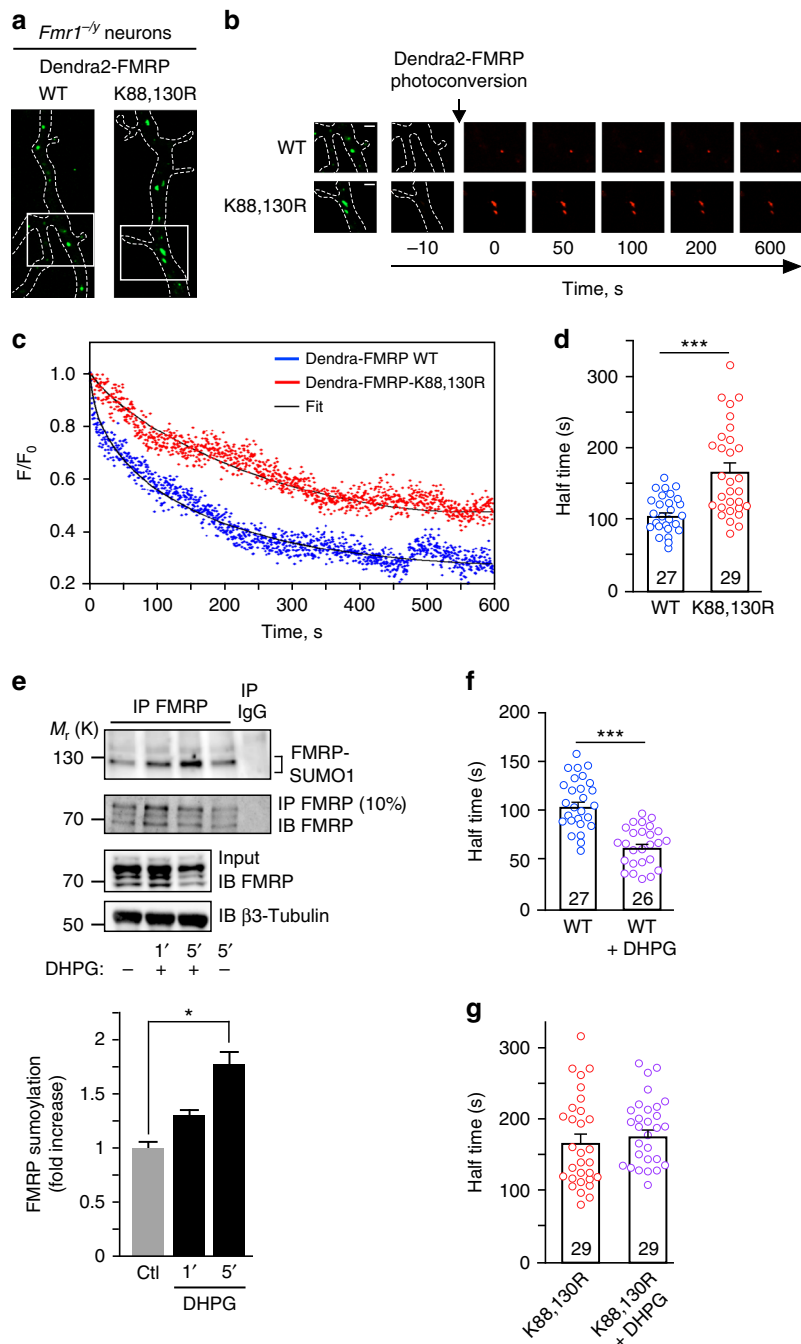 a
Fmr1–/y neurons
Dendra2-FMRP
WT K88,130R
b
Dendra2-FMRP
photoconversion
WT
K88,130R
–10 0 50 100 200 600
Time, s
c
Dendra-FMRP WT
Dendra-FMRP-K88,130R
Fit
1.0
0.8
0.6
0.4
0.2
F/F0
0 100 200 300 400 500 600
Time, s
d
***
300
200
100
0
Half time (s)
27 29
WT K88,130R
e
IP FMRP
IP
IgG
Mr (K)
130
FMRP-
SUMO1
70
IP FMRP (10%)
IB FMRP
Input
70
IB FMRP
50
IB β3-Tubulin
1′ 5′ 5′
DHPG: – + + –
*
2
1.5
1
0.5
0
FMRP sumoylation
(fold increase)
Ctl 1′ 5′
DHPG
f
***
200
150
100
50
0
Half time (s)
27 26
WT
WT
+ DHPG
g
300
200
100
0
Half time (s)
29 29
K88,130R
K88,130R
+ DHPG